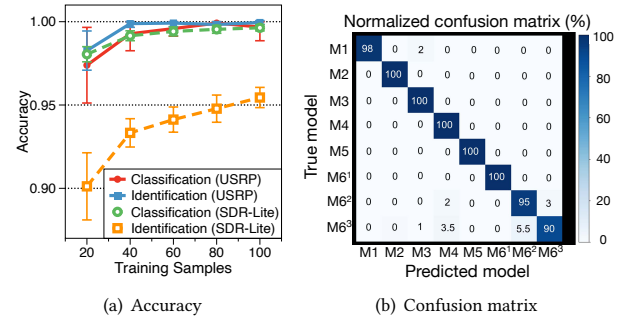 1.00
0.95
0.90
Accuracy
Classification (USRP)
Identification (USRP)
Classification (SDR-Lite)
Identification (SDR-Lite)
20 40 60 80 100
Training Samples
(a) Accuracy
Normalized confusion matrix (%)
True model
M1 98 0 2 0 0 0 0 0
M2 0 100 0 0 0 0 0 0
M3 0 0 100 0 0 0 0 0
M4 0 0 0 100 0 0 0 0
M5 0 0 0 0 100 0 0 0
M6¹ 0 0 0 0 0 100 0 0
M6² 0 0 0 2 0 0 95 3
M6³ 0 0 1 3.5 0 0 5.5 90
M1 M2 M3 M4 M5 M6¹ M6² M6³
Predicted model
100
80
60
40
20
0
(b) Confusion matrix